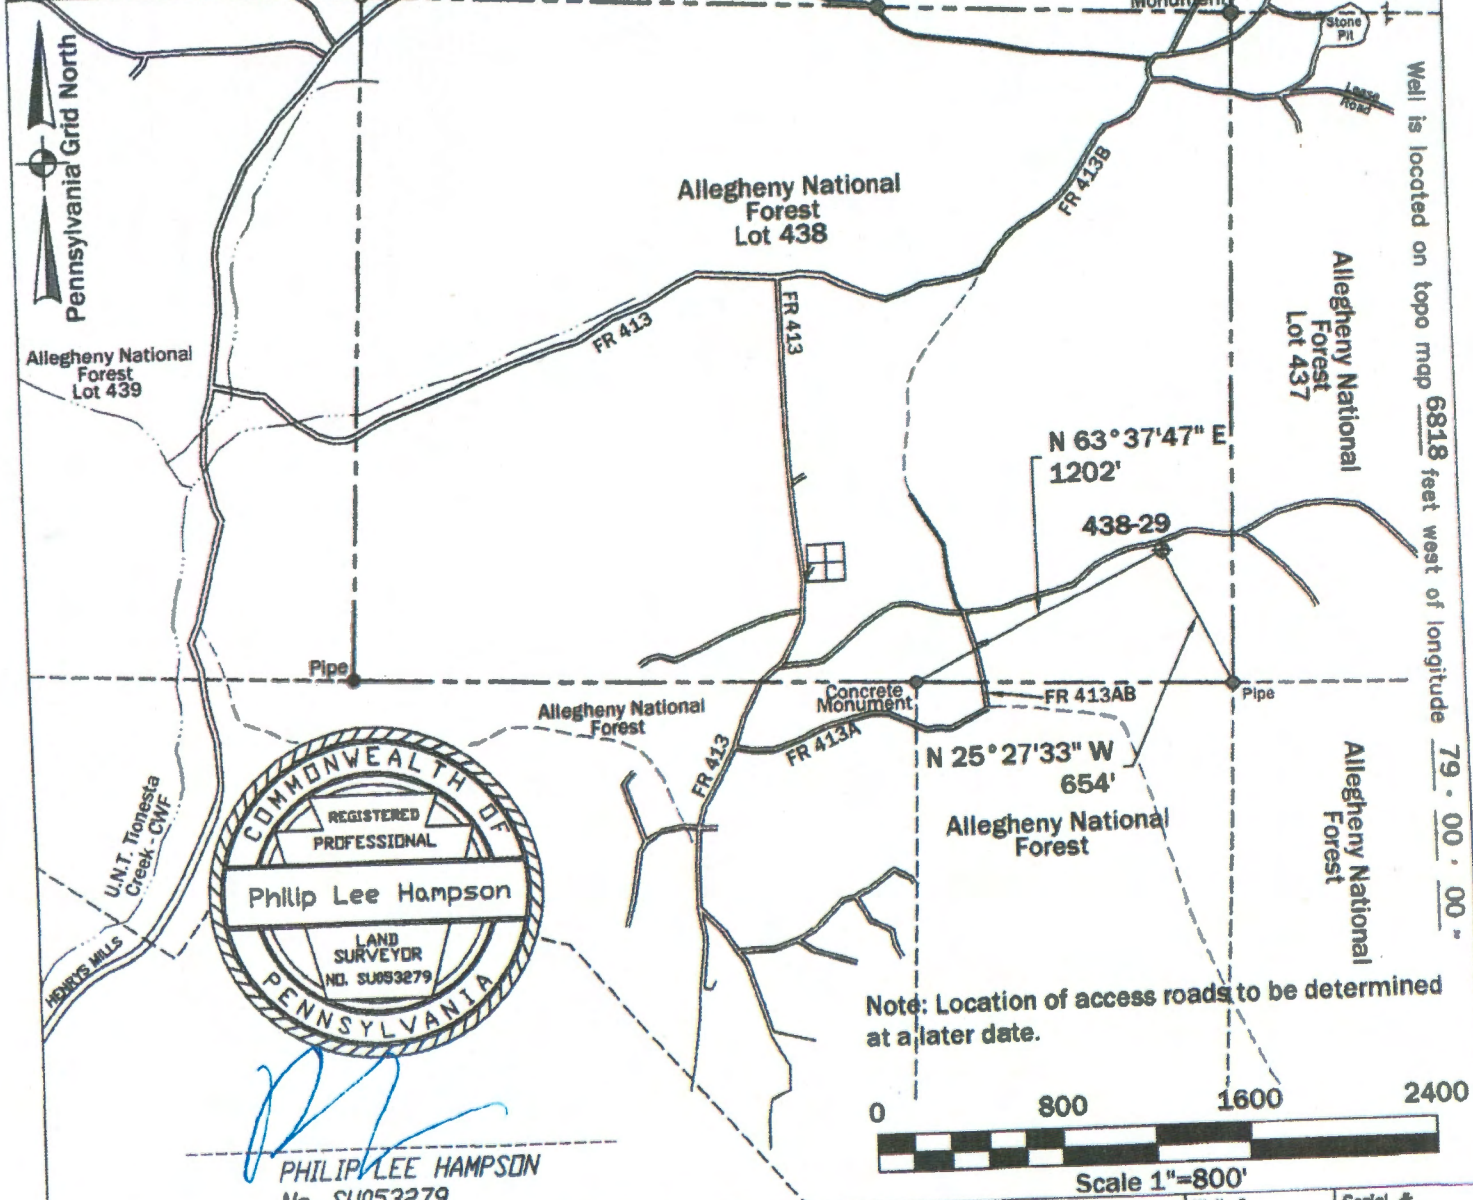 Monument
Stone
Pit
Lease
Road
Pennsylvania Grid North
Well is located on topo map 6818 feet west of longitude 79 ° 00 ' 00 "
Allegheny National
Forest
Lot 438
FR 413B
FR 413
FR 413
Allegheny National
Forest
Lot 437
Allegheny National
Forest
Lot 439
N 63°37'47" E
1202'
438-29
Pipe
Concrete
Monument
FR 413AB
Pipe
Allegheny National
Forest
FR 413
FR 413A
N 25°27'33" W
654'
Allegheny National
Forest
Allegheny National
Forest
U.N.T. Tionesta
Creek - CWF
HENRYS MILLS
COMMONWEALTH OF
REGISTERED
PROFESSIONAL
Philip Lee Hampson
LAND
SURVEYOR
NO. SU053279
PENNSYLVANIA
Note: Location of access roads to be determined
at a later date.
0 800 1600 2400
Scale 1"=800'
PHILIP LEE HAMPSON
No. SU053279